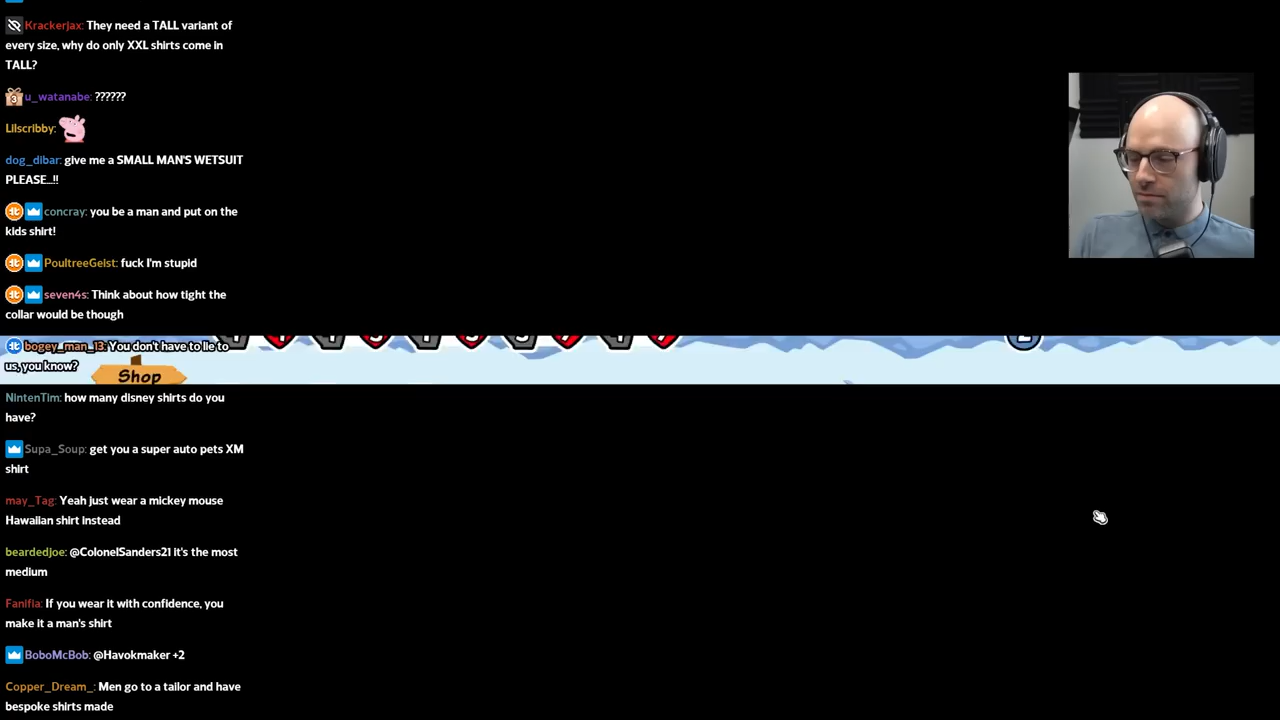 Krackerjax: They need a TALL variant of
every size, why do only XXL shirts come in
TALL?
u_watanabe: ??????
Lilscribby:
dog_dibar: give me a SMALL MAN'S WETSUIT
PLEASE...!!
concray: you be a man and put on the
kids shirt!
PoultreeGeist: fuck I'm stupid
seven4s: Think about how tight the
collar would be though
bogey_man_13: You don't have to lie to
us, you know?
Shop
NintenTim: how many disney shirts do you
have?
Supa_Soup: get you a super auto pets XM
shirt
may_Tag: Yeah just wear a mickey mouse
Hawaiian shirt instead
beardedjoe: @ColonelSanders21 it's the most
medium
Fanifia: If you wear it with confidence, you
make it a man's shirt
BoboMcBob: @Havokmaker +2
Copper_Dream_: Men go to a tailor and have
bespoke shirts made